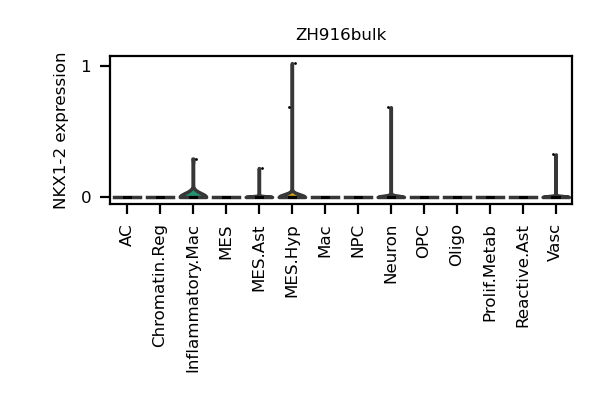 ZH916bulk
NKX1-2 expression
1
0
AC
Chromatin.Reg
Inflammatory.Mac
MES
MES.Ast
MES.Hyp
Mac
NPC
Neuron
OPC
Oligo
Prolif.Metab
Reactive.Ast
Vasc